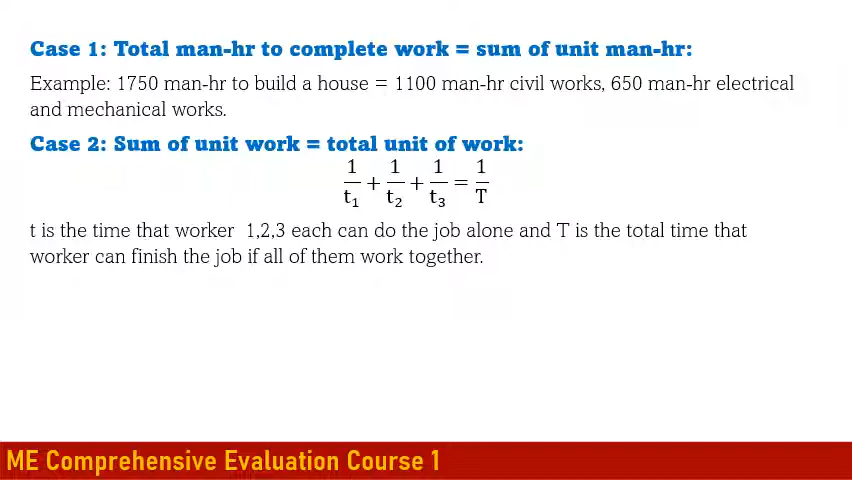 Case 1: Total man-hr to complete work = sum of unit man-hr:
Example: 1750 man-hr to build a house = 1100 man-hr civil works, 650 man-hr electrical
and mechanical works.
Case 2: Sum of unit work = total unit of work:
1/t₁ + 1/t₂ + 1/t₃ = 1/T
t is the time that worker 1,2,3 each can do the job alone and T is the total time that
worker can finish the job if all of them work together.
ME Comprehensive Evaluation Course 1